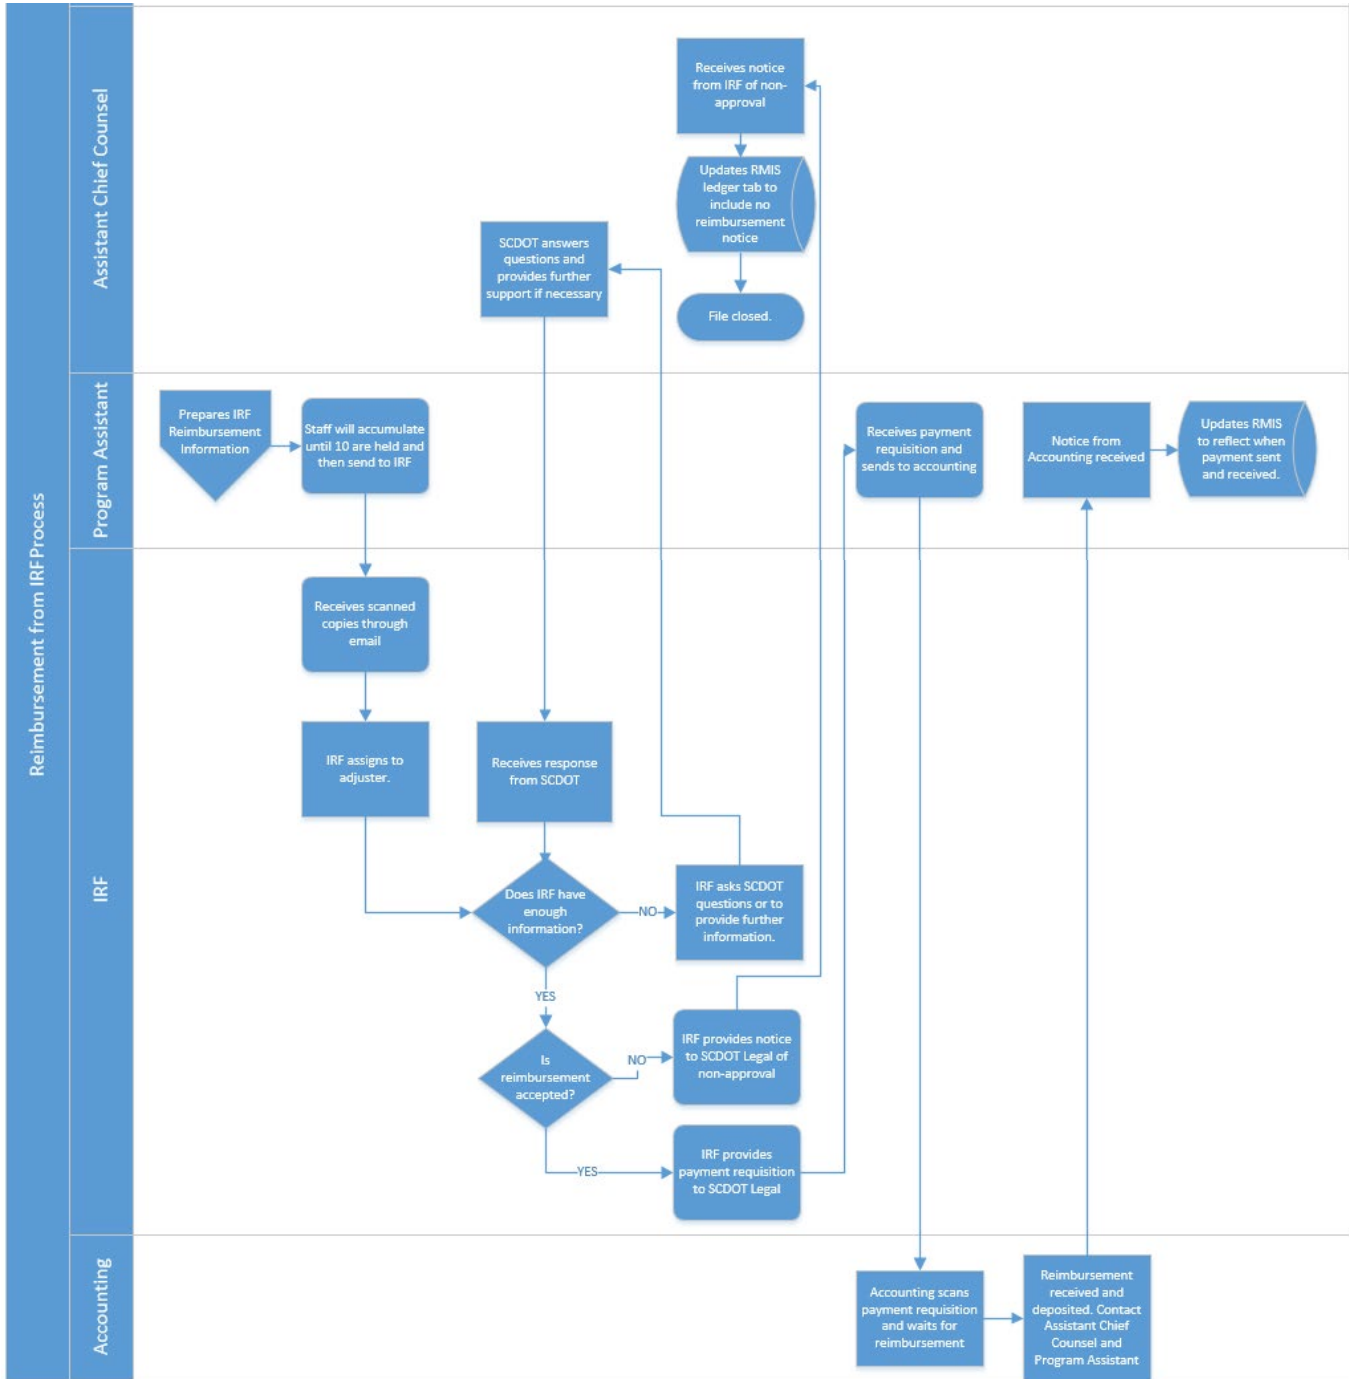 Reimbursement from IRF Process
Assistant Chief Counsel
Receives notice
from IRF of non-
approval
Updates RMIS
ledger tab to
include no
reimbursement
notice
SCDOT answers
questions and
provides further
support if necessary
File closed.
Program Assistant
Prepares IRF
Reimbursement
Information
Staff will accumulate
until 10 are held and
then send to IRF
Receives payment
requisition and
sends to accounting
Notice from
Accounting received
Updates RMIS
to reflect when
payment sent
and received.
IRF
Receives scanned
copies through
email
IRF assigns to
adjuster.
Receives response
from SCDOT
Does IRF have
enough
information?
NO
IRF asks SCDOT
questions or to
provide further
information.
YES
Is
reimbursement
accepted?
NO
IRF provides notice
to SCDOT Legal of
non-approval
YES
IRF provides
payment requisition
to SCDOT Legal
Accounting
Accounting scans
payment requisition
and waits for
reimbursement
Reimbursement
received and
deposited. Contact
Assistant Chief
Counsel and
Program Assistant